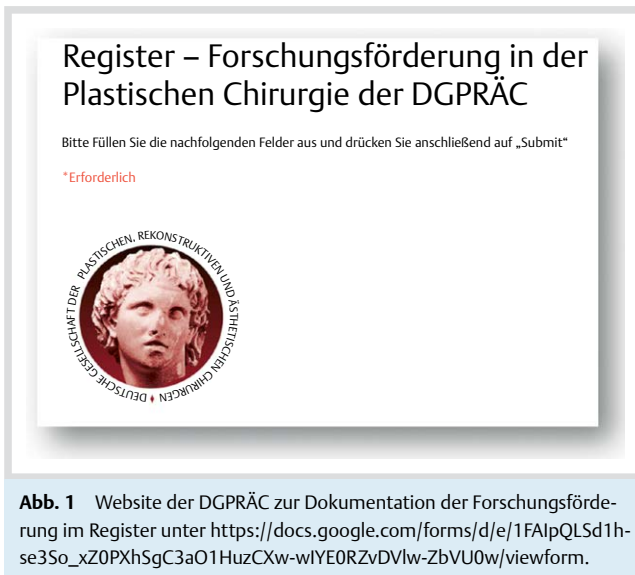 Register – Forschungsförderung in der
Plastischen Chirurgie der DGPRÄC
Bitte Füllen Sie die nachfolgenden Felder aus und drücken Sie anschließend auf „Submit“
*Erforderlich
DEUTSCHE GESELLSCHAFT DER PLASTISCHEN, REKONSTRUKTIVEN UND ÄSTHETISCHEN CHIRURGEN
Abb. 1 Website der DGPRÄC zur Dokumentation der Forschungsförde-
rung im Register unter https://docs.google.com/forms/d/e/1FAIpQLSd1h-
se3So_xZ0PXhSgC3aO1HuzCXw-wIYE0RZvDVlw-ZbVU0w/viewform.